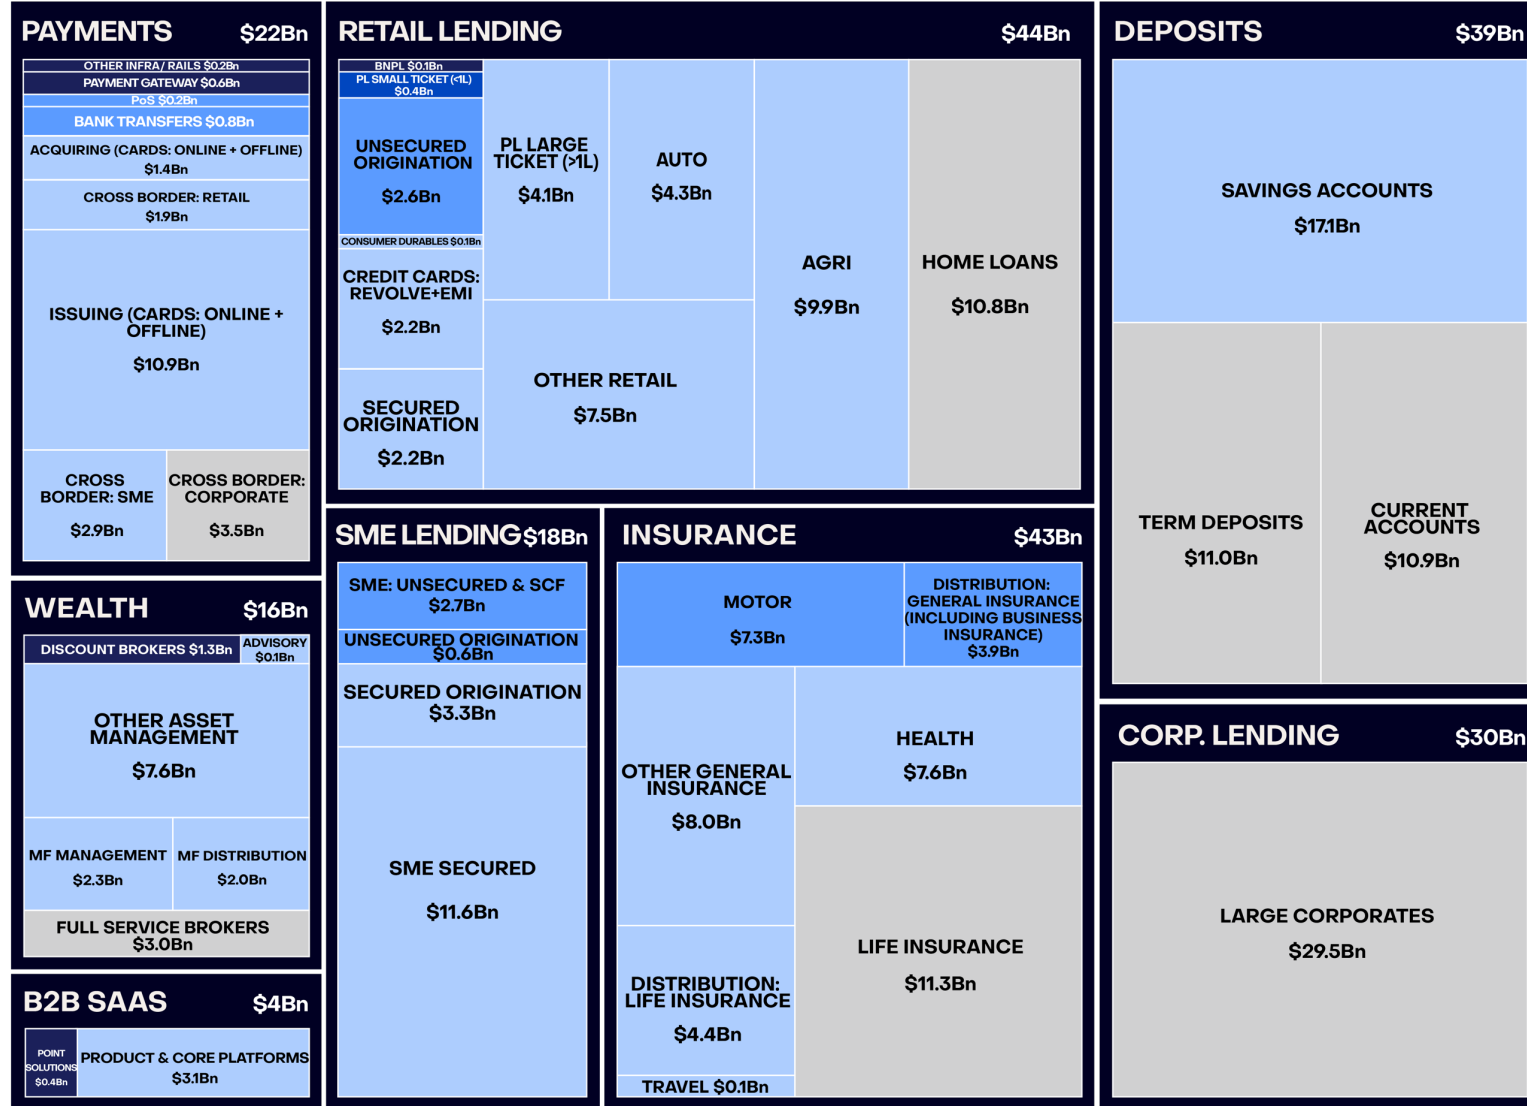 PAYMENTS $22Bn
OTHER INFRA/ RAILS $0.2Bn
PAYMENT GATEWAY $0.6Bn
PoS $0.2Bn
BANK TRANSFERS $0.8Bn
ACQUIRING (CARDS: ONLINE + OFFLINE)
$1.4Bn
CROSS BORDER: RETAIL
$1.9Bn
ISSUING (CARDS: ONLINE +
OFFLINE)
$10.9Bn
CROSS
BORDER: SME
$2.9Bn
CROSS BORDER:
CORPORATE
$3.5Bn
WEALTH $16Bn
DISCOUNT BROKERS $1.3Bn
ADVISORY
$0.1Bn
OTHER ASSET
MANAGEMENT
$7.6Bn
MF MANAGEMENT
$2.3Bn
MF DISTRIBUTION
$2.0Bn
FULL SERVICE BROKERS
$3.0Bn
B2B SAAS $4Bn
POINT
SOLUTIONS
$0.4Bn
PRODUCT & CORE PLATFORMS
$3.1Bn
RETAIL LENDING $44Bn
BNPL $0.1Bn
PL SMALL TICKET (<1L)
$0.4Bn
UNSECURED
ORIGINATION
$2.6Bn
CONSUMER DURABLES $0.1Bn
CREDIT CARDS:
REVOLVE+EMI
$2.2Bn
SECURED
ORIGINATION
$2.2Bn
PL LARGE
TICKET (>1L)
$4.1Bn
AUTO
$4.3Bn
OTHER RETAIL
$7.5Bn
AGRI
$9.9Bn
HOME LOANS
$10.8Bn
SME LENDING $18Bn
SME: UNSECURED & SCF
$2.7Bn
UNSECURED ORIGINATION
$0.6Bn
SECURED ORIGINATION
$3.3Bn
SME SECURED
$11.6Bn
INSURANCE $43Bn
MOTOR
$7.3Bn
DISTRIBUTION:
GENERAL INSURANCE
(INCLUDING BUSINESS
INSURANCE)
$3.9Bn
OTHER GENERAL
INSURANCE
$8.0Bn
HEALTH
$7.6Bn
DISTRIBUTION:
LIFE INSURANCE
$4.4Bn
TRAVEL $0.1Bn
LIFE INSURANCE
$11.3Bn
DEPOSITS $39Bn
SAVINGS ACCOUNTS
$17.1Bn
TERM DEPOSITS
$11.0Bn
CURRENT
ACCOUNTS
$10.9Bn
CORP. LENDING $30Bn
LARGE CORPORATES
$29.5Bn